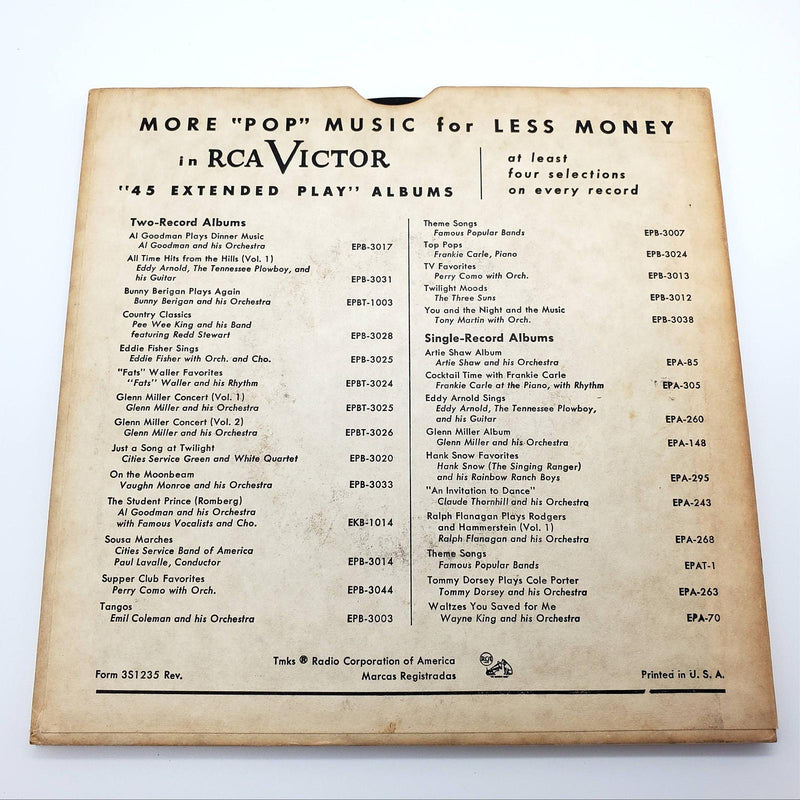 MORE "POP" MUSIC for LESS MONEY
in RCA VICTOR
"45 EXTENDED PLAY" ALBUMS
at least
four selections
on every record
Two-Record Albums
Al Goodman Plays Dinner Music
Al Goodman and his Orchestra EPB-3017
All Time Hits from the Hills (Vol. 1)
Eddy Arnold, The Tennessee Plowboy, and
his Guitar EPB-3031
Bunny Berigan Plays Again
Bunny Berigan and his Orchestra EPBT-1003
Country Classics
Pee Wee King and his Band
featuring Redd Stewart EPB-3028
Eddie Fisher Sings
Eddie Fisher with Orch. and Cho. EPB-3025
"Fats" Waller Favorites
"Fats" Waller and his Rhythm EPBT-3024
Glenn Miller Concert (Vol. 1)
Glenn Miller and his Orchestra EPBT-3025
Glenn Miller Concert (Vol. 2)
Glenn Miller and his Orchestra EPBT-3026
Just a Song at Twilight
Cities Service Green and White Quartet EPB-3020
On the Moonbeam
Vaughn Monroe and his Orchestra EPB-3033
The Student Prince (Romberg)
Al Goodman and his Orchestra
with Famous Vocalists and Cho. EKB-1014
Sousa Marches
Cities Service Band of America
Paul Lavalle, Conductor EPB-3014
Supper Club Favorites
Perry Como with Orch. EPB-3044
Tangos
Emil Coleman and his Orchestra EPB-3003
Theme Songs
Famous Popular Bands EPB-3007
Top Pops
Frankie Carle, Piano EPB-3024
TV Favorites
Perry Como with Orch. EPB-3013
Twilight Moods
The Three Suns EPB-3012
You and the Night and the Music
Tony Martin with Orch. EPB-3038
Single-Record Albums
Artie Shaw Album
Artie Shaw and his Orchestra EPA-85
Cocktail Time with Frankie Carle
Frankie Carle at the Piano, with Rhythm EPA-305
Eddy Arnold Sings
Eddy Arnold, The Tennessee Plowboy,
and his Guitar EPA-260
Glenn Miller Album
Glenn Miller and his Orchestra EPA-148
Hank Snow Favorites
Hank Snow (The Singing Ranger)
and his Rainbow Ranch Boys EPA-295
"An Invitation to Dance"
Claude Thornhill and his Orchestra EPA-243
Ralph Flanagan Plays Rodgers
and Hammerstein (Vol. 1)
Ralph Flanagan and his Orchestra EPA-268
Theme Songs
Famous Popular Bands EPAT-1
Tommy Dorsey Plays Cole Porter
Tommy Dorsey and his Orchestra EPA-263
Waltzes You Saved for Me
Wayne King and his Orchestra EPA-70
Tmks ® Radio Corporation of America
Marcas Registradas
RCA
Form 3S1235 Rev.
Printed in U. S. A.